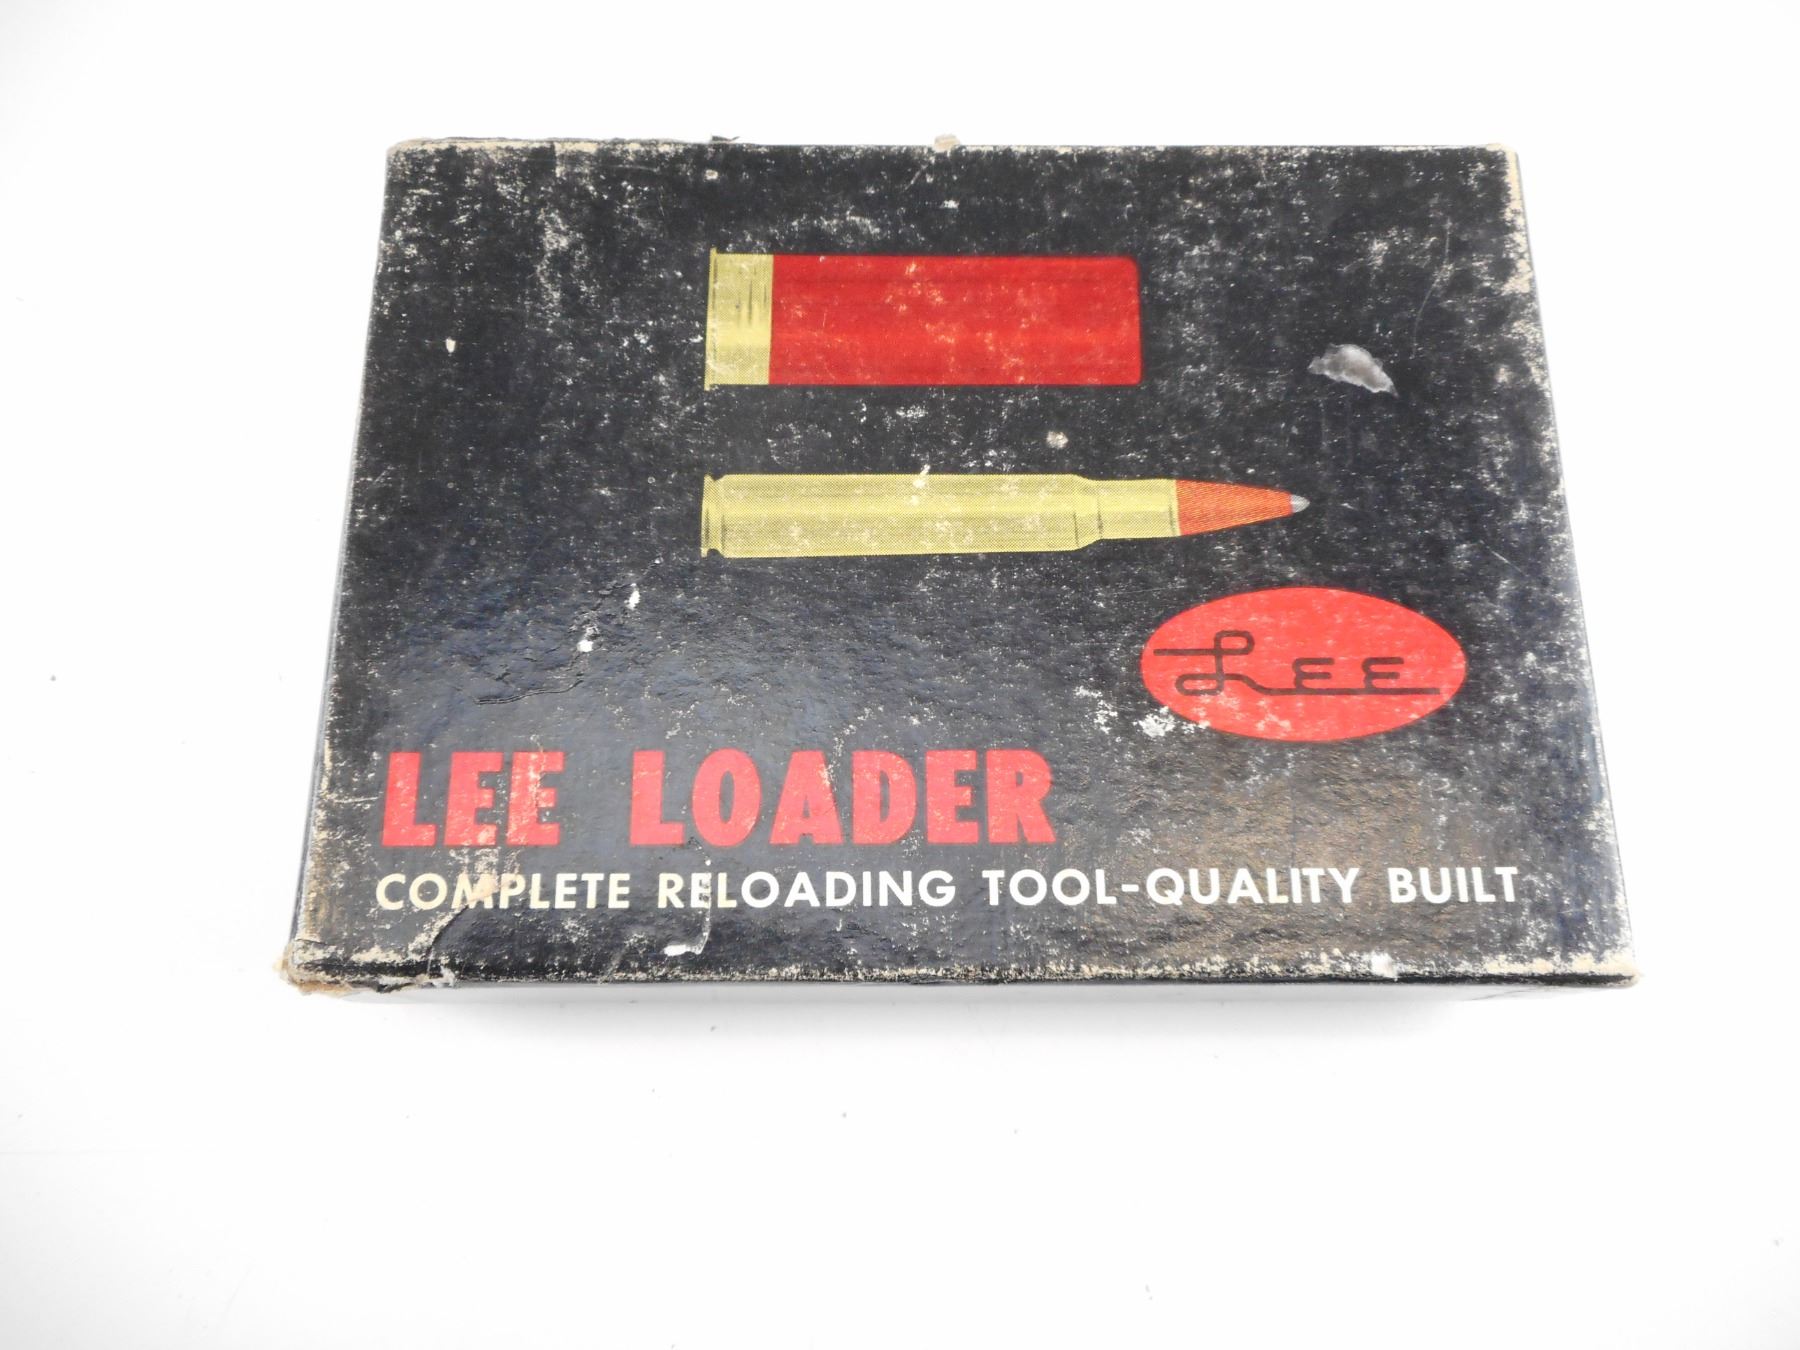 Lee
LEE LOADER
COMPLETE RELOADING TOOL-QUALITY BUILT